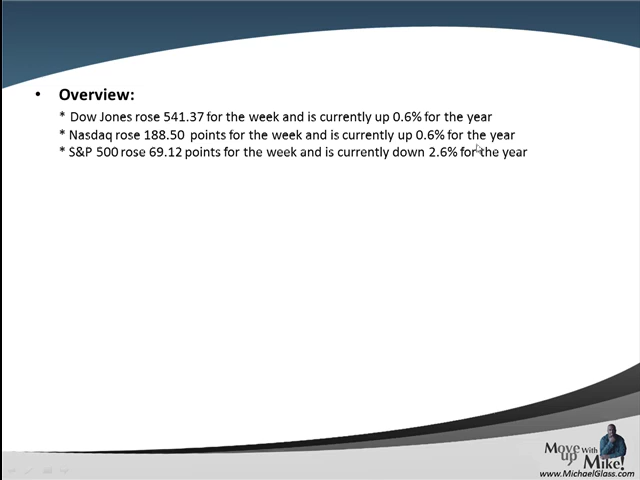 • Overview:
* Dow Jones rose 541.37 for the week and is currently up 0.6% for the year
* Nasdaq rose 188.50 points for the week and is currently up 0.6% for the year
* S&P 500 rose 69.12 points for the week and is currently down 2.6% for the year
Move up With Mike!
www.MichaelGlass.com